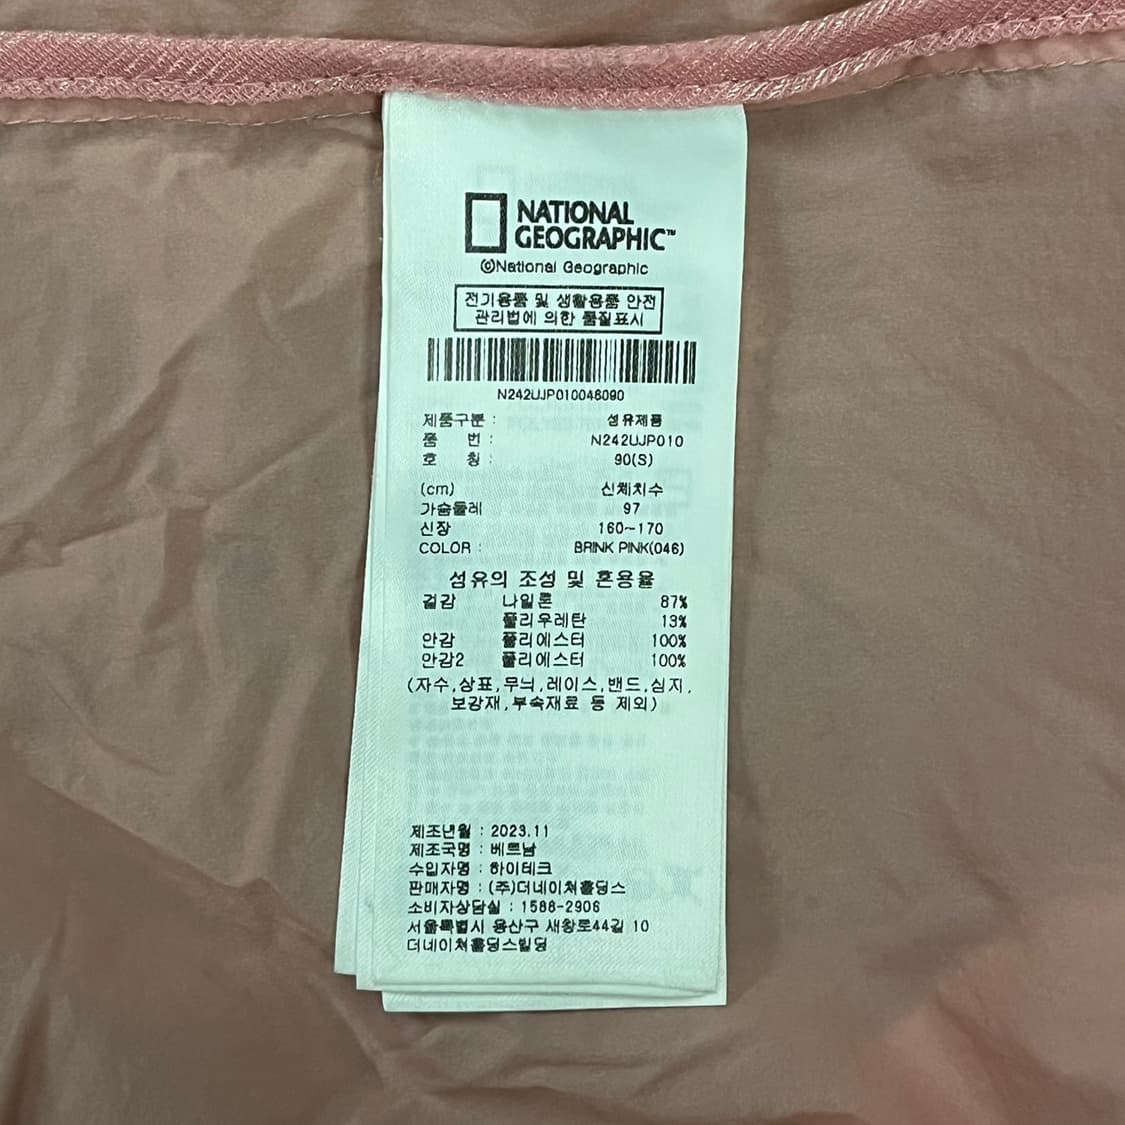 NATIONAL
GEOGRAPHIC™
©National Geographic
전기용품 및 생활용품 안전
관리법에 의한 품질표시
N242UJP010046090
제품구분 : 섬유제품
품 번 : N242UJP010
호 칭 : 90(S)
(cm) 신체치수
가슴둘레 97
신장 160~170
COLOR : BRINK PINK(046)
섬유의 조성 및 혼용율
겉감 나일론 87%
폴리우레탄 13%
안감 폴리에스터 100%
안감2 폴리에스터 100%
(자수,상표,무늬,레이스,밴드,심지,
보강재,부속재료 등 제외)
제조년월 : 2023.11
제조국명 : 베트남
수입자명 : 하이테크
판매자명 : (주)더네이쳐홀딩스
소비자상담실 : 1588-2906
서울특별시 용산구 새창로44길 10
더네이쳐홀딩스빌딩